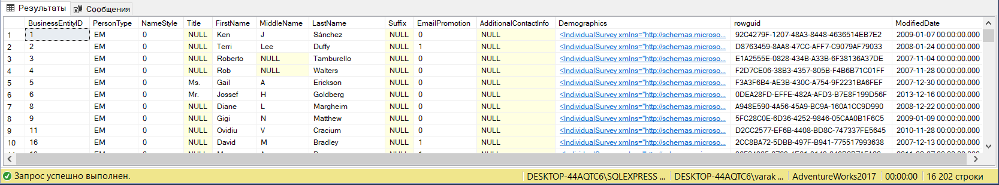 Результаты Сообщения
BusinessEntityID PersonType NameStyle Title FirstName MiddleName LastName Suffix EmailPromotion AdditionalContactInfo Demographics rowguid ModifiedDate
1 1 EM 0 NULL Ken J Sánchez NULL 0 NULL <IndividualSurvey xmlns="http://schemas.microso... 92C4279F-1207-48A3-8448-4636514EB7E2 2009-01-07 00:00:00.000
2 2 EM 0 NULL Terri Lee Duffy NULL 1 NULL <IndividualSurvey xmlns="http://schemas.microso... D8763459-8AA8-47CC-AFF7-C9079AF79033 2008-01-24 00:00:00.000
3 3 EM 0 NULL Roberto NULL Tamburello NULL 0 NULL <IndividualSurvey xmlns="http://schemas.microso... E1A2555E-0828-434B-A33B-6F38136A37DE 2007-11-04 00:00:00.000
4 4 EM 0 NULL Rob NULL Walters NULL 0 NULL <IndividualSurvey xmlns="http://schemas.microso... F2D7CE06-38B3-4357-805B-F4B6B71C01FF 2007-11-28 00:00:00.000
5 5 EM 0 Ms. Gail A Erickson NULL 0 NULL <IndividualSurvey xmlns="http://schemas.microso... F3A3F6B4-AE3B-430C-A754-9F2231BA6FEF 2007-12-30 00:00:00.000
6 6 EM 0 Mr. Jossef H Goldberg NULL 0 NULL <IndividualSurvey xmlns="http://schemas.microso... 0DEA28FD-EFFE-482A-AFD3-B7E8F199D56F 2013-12-16 00:00:00.000
7 8 EM 0 NULL Diane L Margheim NULL 0 NULL <IndividualSurvey xmlns="http://schemas.microso... A948E590-4A56-45A9-BC9A-160A1CC9D990 2008-12-22 00:00:00.000
8 9 EM 0 NULL Gigi N Matthew NULL 0 NULL <IndividualSurvey xmlns="http://schemas.microso... 5FC28C0E-6D36-4252-9846-05CAA0B1F6C5 2009-01-09 00:00:00.000
9 11 EM 0 NULL Ovidiu V Cracium NULL 0 NULL <IndividualSurvey xmlns="http://schemas.microso... D2CC2577-EF6B-4408-BD8C-747337FE5645 2010-11-28 00:00:00.000
10 16 EM 0 NULL David M Bradley NULL 1 NULL <IndividualSurvey xmlns="http://schemas.microso... 2CC8BA72-5DBB-497F-B941-775517993638 2007-12-13 00:00:00.000
Запрос успешно выполнен. DESKTOP-44AQTC6\SQLEXPRESS ... DESKTOP-44AQTC6\varak ... AdventureWorks2017 00:00:00 16 202 строки